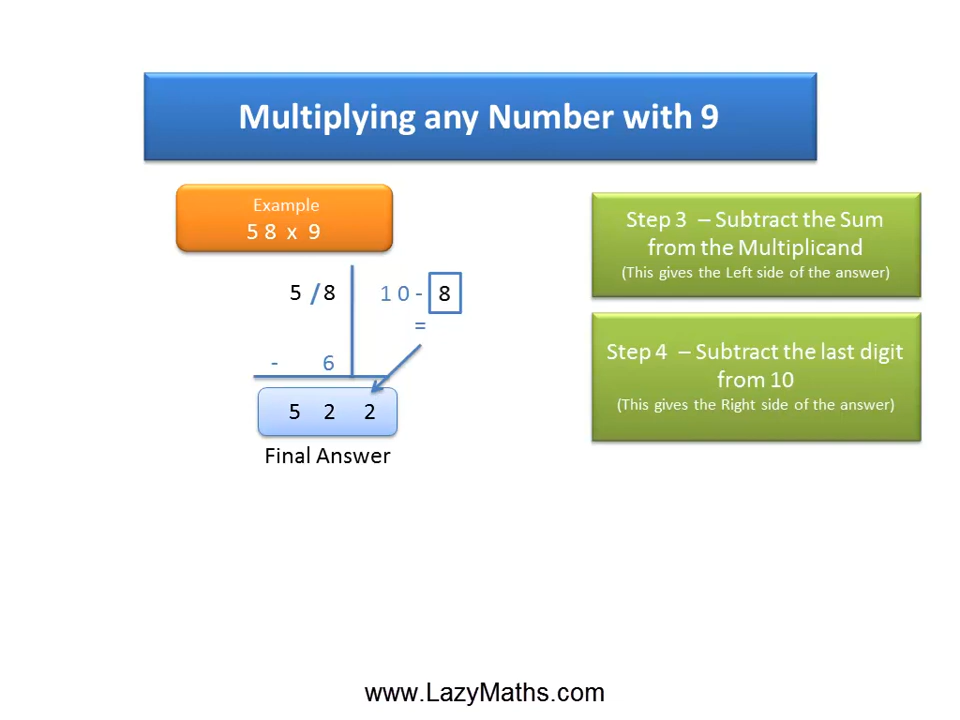 Multiplying any Number with 9
Example
5 8 x 9
5 / 8
1 0 - 8
=
- 6
5 2 2
Final Answer
Step 3 – Subtract the Sum
from the Multiplicand
(This gives the Left side of the answer)
Step 4 – Subtract the last digit
from 10
(This gives the Right side of the answer)
www.LazyMaths.com